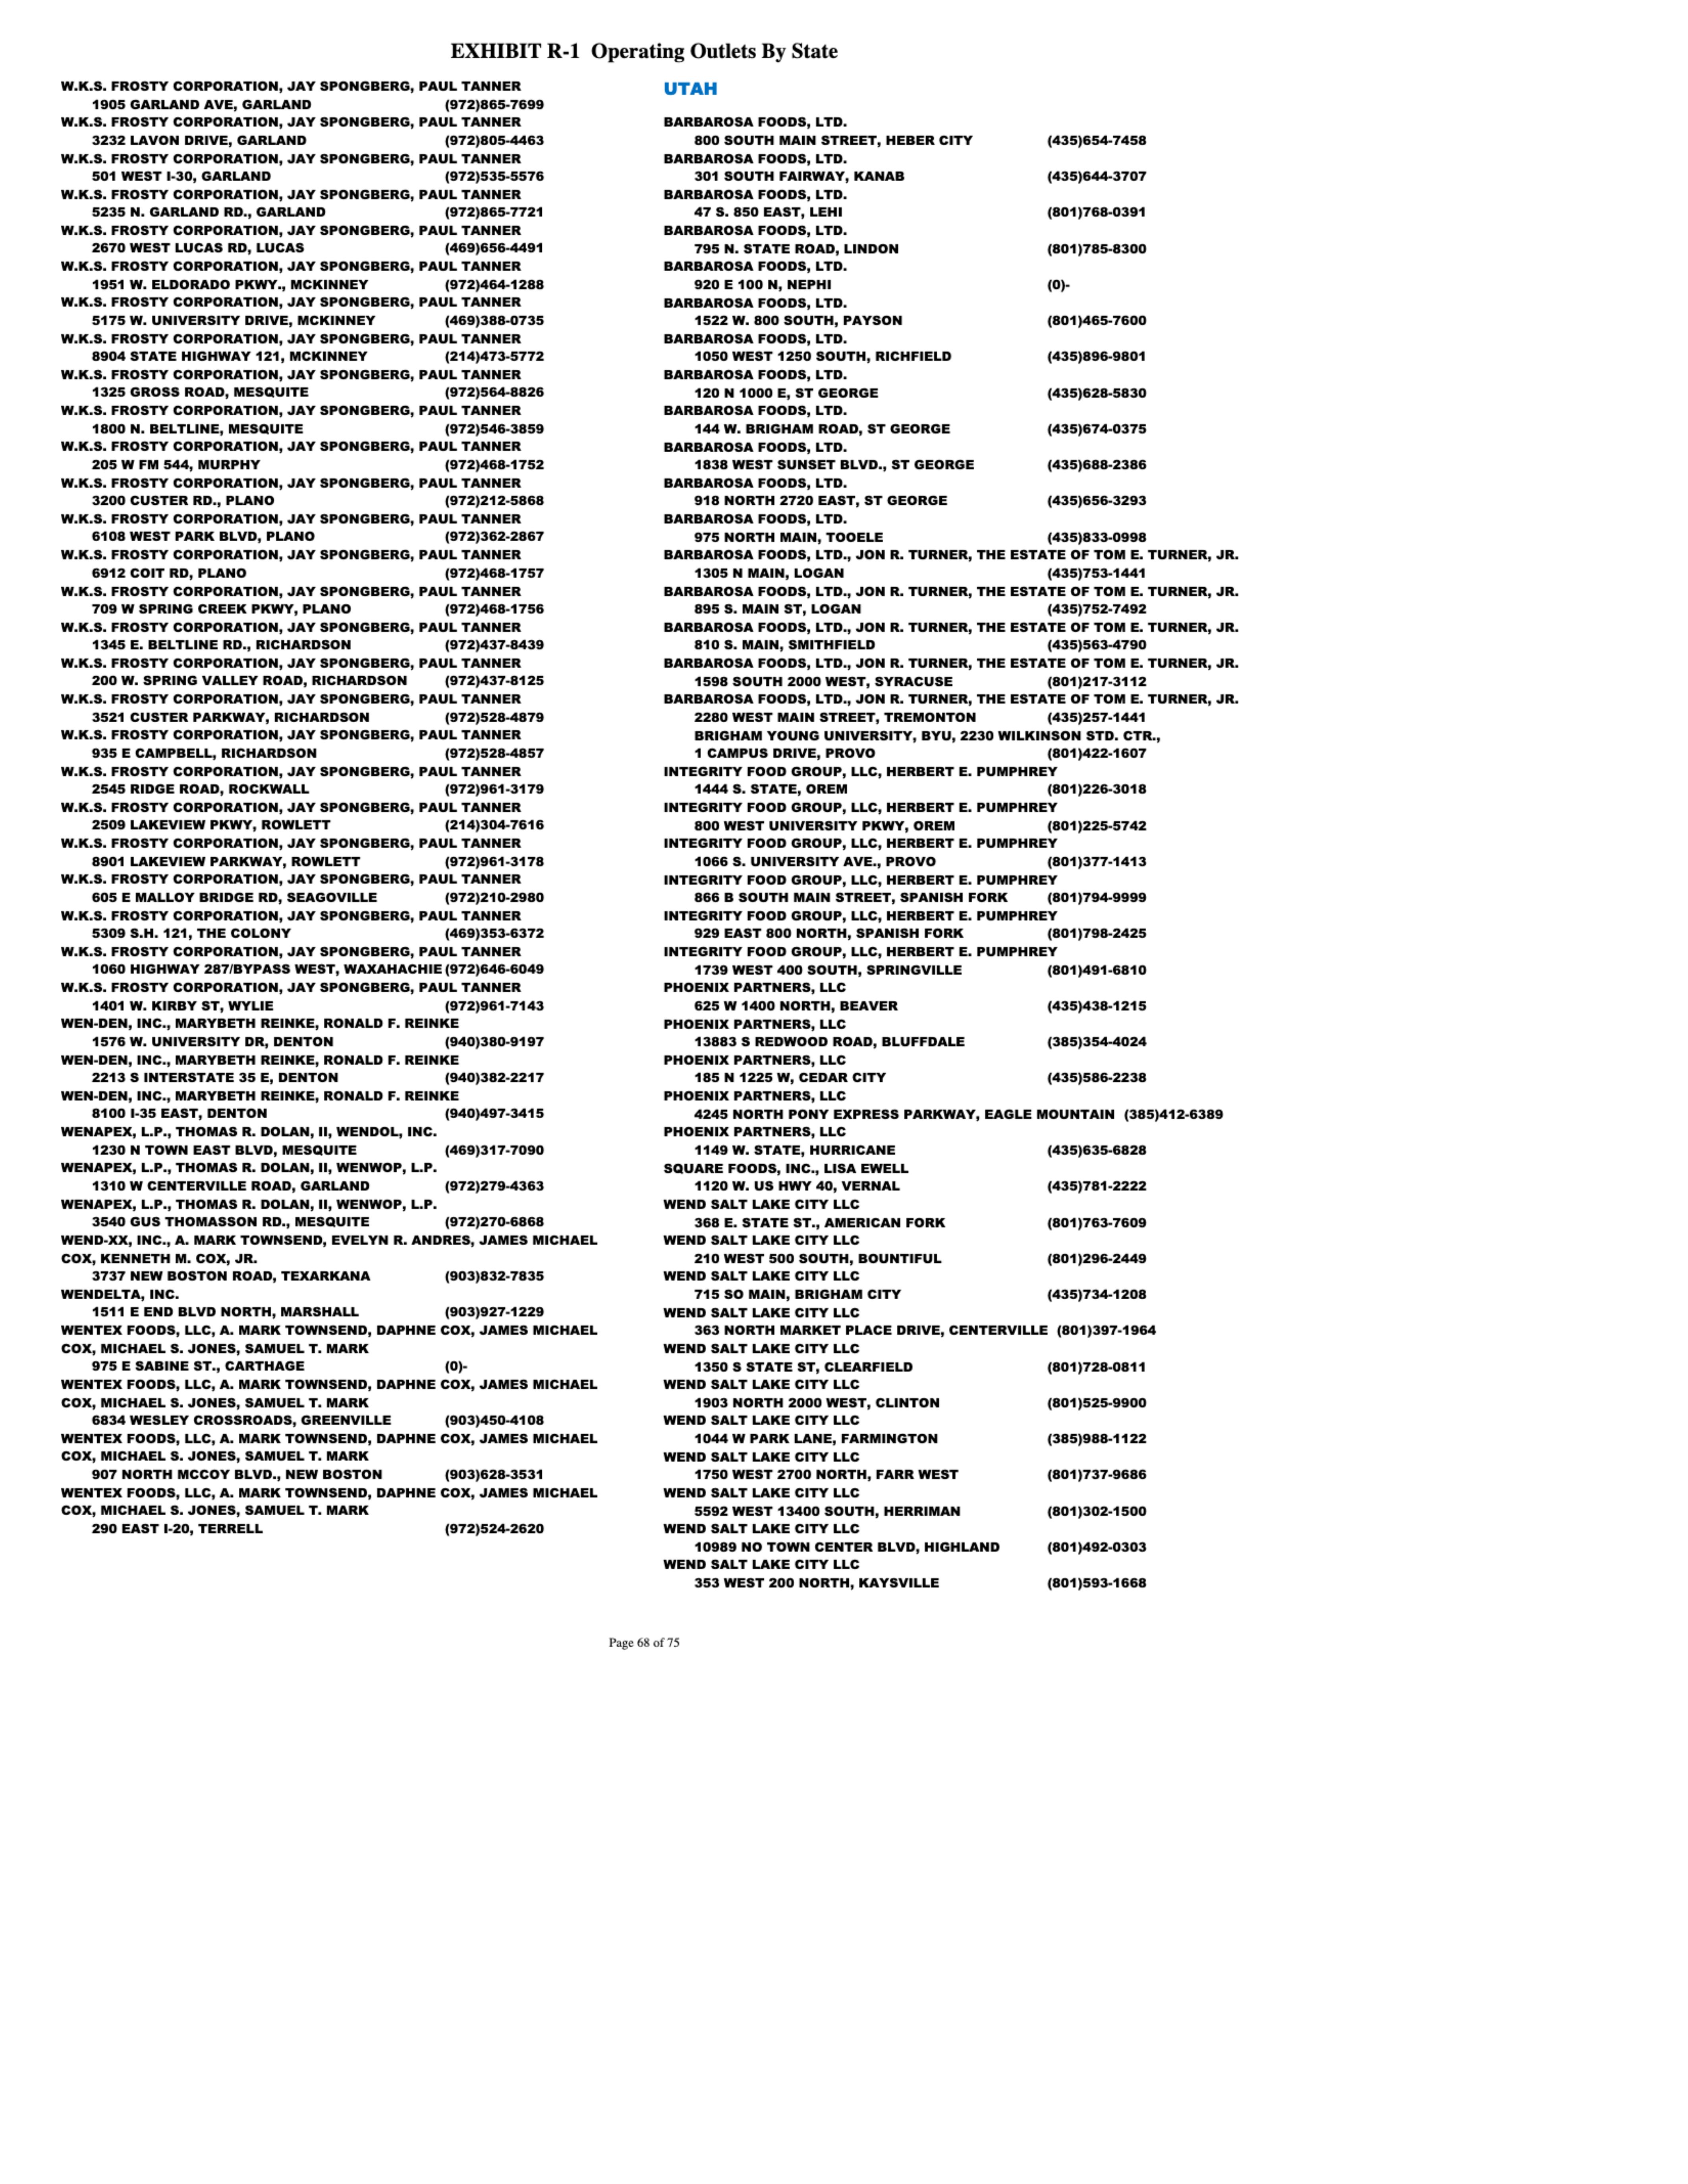 EXHIBIT R-1 Operating Outlets By State
W.K.S. FROSTY CORPORATION, JAY SPONGBERG, PAUL TANNER
1905 GARLAND AVE, GARLAND (972)865-7699
W.K.S. FROSTY CORPORATION, JAY SPONGBERG, PAUL TANNER
3232 LAVON DRIVE, GARLAND (972)805-4463
W.K.S. FROSTY CORPORATION, JAY SPONGBERG, PAUL TANNER
501 WEST I-30, GARLAND (972)535-5576
W.K.S. FROSTY CORPORATION, JAY SPONGBERG, PAUL TANNER
5235 N. GARLAND RD., GARLAND (972)865-7721
W.K.S. FROSTY CORPORATION, JAY SPONGBERG, PAUL TANNER
2670 WEST LUCAS RD, LUCAS (469)656-4491
W.K.S. FROSTY CORPORATION, JAY SPONGBERG, PAUL TANNER
1951 W. ELDORADO PKWY., MCKINNEY (972)464-1288
W.K.S. FROSTY CORPORATION, JAY SPONGBERG, PAUL TANNER
5175 W. UNIVERSITY DRIVE, MCKINNEY (469)388-0735
W.K.S. FROSTY CORPORATION, JAY SPONGBERG, PAUL TANNER
8904 STATE HIGHWAY 121, MCKINNEY (214)473-5772
W.K.S. FROSTY CORPORATION, JAY SPONGBERG, PAUL TANNER
1325 GROSS ROAD, MESQUITE (972)564-8826
W.K.S. FROSTY CORPORATION, JAY SPONGBERG, PAUL TANNER
1800 N. BELTLINE, MESQUITE (972)546-3859
W.K.S. FROSTY CORPORATION, JAY SPONGBERG, PAUL TANNER
205 W FM 544, MURPHY (972)468-1752
W.K.S. FROSTY CORPORATION, JAY SPONGBERG, PAUL TANNER
3200 CUSTER RD., PLANO (972)212-5868
W.K.S. FROSTY CORPORATION, JAY SPONGBERG, PAUL TANNER
6108 WEST PARK BLVD, PLANO (972)362-2867
W.K.S. FROSTY CORPORATION, JAY SPONGBERG, PAUL TANNER
6912 COIT RD, PLANO (972)468-1757
W.K.S. FROSTY CORPORATION, JAY SPONGBERG, PAUL TANNER
709 W SPRING CREEK PKWY, PLANO (972)468-1756
W.K.S. FROSTY CORPORATION, JAY SPONGBERG, PAUL TANNER
1345 E. BELTLINE RD., RICHARDSON (972)437-8439
W.K.S. FROSTY CORPORATION, JAY SPONGBERG, PAUL TANNER
200 W. SPRING VALLEY ROAD, RICHARDSON (972)437-8125
W.K.S. FROSTY CORPORATION, JAY SPONGBERG, PAUL TANNER
3521 CUSTER PARKWAY, RICHARDSON (972)528-4879
W.K.S. FROSTY CORPORATION, JAY SPONGBERG, PAUL TANNER
935 E CAMPBELL, RICHARDSON (972)528-4857
W.K.S. FROSTY CORPORATION, JAY SPONGBERG, PAUL TANNER
2545 RIDGE ROAD, ROCKWALL (972)961-3179
W.K.S. FROSTY CORPORATION, JAY SPONGBERG, PAUL TANNER
2509 LAKEVIEW PKWY, ROWLETT (214)304-7616
W.K.S. FROSTY CORPORATION, JAY SPONGBERG, PAUL TANNER
8901 LAKEVIEW PARKWAY, ROWLETT (972)961-3178
W.K.S. FROSTY CORPORATION, JAY SPONGBERG, PAUL TANNER
605 E MALLOY BRIDGE RD, SEAGOVILLE (972)210-2980
W.K.S. FROSTY CORPORATION, JAY SPONGBERG, PAUL TANNER
5309 S.H. 121, THE COLONY (469)353-6372
W.K.S. FROSTY CORPORATION, JAY SPONGBERG, PAUL TANNER
1060 HIGHWAY 287/BYPASS WEST, WAXAHACHIE (972)646-6049
W.K.S. FROSTY CORPORATION, JAY SPONGBERG, PAUL TANNER
1401 W. KIRBY ST, WYLIE (972)961-7143
WEN-DEN, INC., MARYBETH REINKE, RONALD F. REINKE
1576 W. UNIVERSITY DR, DENTON (940)380-9197
WEN-DEN, INC., MARYBETH REINKE, RONALD F. REINKE
2213 S INTERSTATE 35 E, DENTON (940)382-2217
WEN-DEN, INC., MARYBETH REINKE, RONALD F. REINKE
8100 I-35 EAST, DENTON (940)497-3415
WENAPEX, L.P., THOMAS R. DOLAN, II, WENDOL, INC.
1230 N TOWN EAST BLVD, MESQUITE (469)317-7090
WENAPEX, L.P., THOMAS R. DOLAN, II, WENWOP, L.P.
1310 W CENTERVILLE ROAD, GARLAND (972)279-4363
WENAPEX, L.P., THOMAS R. DOLAN, II, WENWOP, L.P.
3540 GUS THOMASSON RD., MESQUITE (972)270-6868
WEND-XX, INC., A. MARK TOWNSEND, EVELYN R. ANDRES, JAMES MICHAEL
COX, KENNETH M. COX, JR.
3737 NEW BOSTON ROAD, TEXARKANA (903)832-7835
WENDELTA, INC.
1511 E END BLVD NORTH, MARSHALL (903)927-1229
WENTEX FOODS, LLC, A. MARK TOWNSEND, DAPHNE COX, JAMES MICHAEL
COX, MICHAEL S. JONES, SAMUEL T. MARK
975 E SABINE ST., CARTHAGE (0)-
WENTEX FOODS, LLC, A. MARK TOWNSEND, DAPHNE COX, JAMES MICHAEL
COX, MICHAEL S. JONES, SAMUEL T. MARK
6834 WESLEY CROSSROADS, GREENVILLE (903)450-4108
WENTEX FOODS, LLC, A. MARK TOWNSEND, DAPHNE COX, JAMES MICHAEL
COX, MICHAEL S. JONES, SAMUEL T. MARK
907 NORTH MCCOY BLVD., NEW BOSTON (903)628-3531
WENTEX FOODS, LLC, A. MARK TOWNSEND, DAPHNE COX, JAMES MICHAEL
COX, MICHAEL S. JONES, SAMUEL T. MARK
290 EAST I-20, TERRELL (972)524-2620
UTAH
BARBAROSA FOODS, LTD.
800 SOUTH MAIN STREET, HEBER CITY (435)654-7458
BARBAROSA FOODS, LTD.
301 SOUTH FAIRWAY, KANAB (435)644-3707
BARBAROSA FOODS, LTD.
47 S. 850 EAST, LEHI (801)768-0391
BARBAROSA FOODS, LTD.
795 N. STATE ROAD, LINDON (801)785-8300
BARBAROSA FOODS, LTD.
920 E 100 N, NEPHI (0)-
BARBAROSA FOODS, LTD.
1522 W. 800 SOUTH, PAYSON (801)465-7600
BARBAROSA FOODS, LTD.
1050 WEST 1250 SOUTH, RICHFIELD (435)896-9801
BARBAROSA FOODS, LTD.
120 N 1000 E, ST GEORGE (435)628-5830
BARBAROSA FOODS, LTD.
144 W. BRIGHAM ROAD, ST GEORGE (435)674-0375
BARBAROSA FOODS, LTD.
1838 WEST SUNSET BLVD., ST GEORGE (435)688-2386
BARBAROSA FOODS, LTD.
918 NORTH 2720 EAST, ST GEORGE (435)656-3293
BARBAROSA FOODS, LTD.
975 NORTH MAIN, TOOELE (435)833-0998
BARBAROSA FOODS, LTD., JON R. TURNER, THE ESTATE OF TOM E. TURNER, JR.
1305 N MAIN, LOGAN (435)753-1441
BARBAROSA FOODS, LTD., JON R. TURNER, THE ESTATE OF TOM E. TURNER, JR.
895 S. MAIN ST, LOGAN (435)752-7492
BARBAROSA FOODS, LTD., JON R. TURNER, THE ESTATE OF TOM E. TURNER, JR.
810 S. MAIN, SMITHFIELD (435)563-4790
BARBAROSA FOODS, LTD., JON R. TURNER, THE ESTATE OF TOM E. TURNER, JR.
1598 SOUTH 2000 WEST, SYRACUSE (801)217-3112
BARBAROSA FOODS, LTD., JON R. TURNER, THE ESTATE OF TOM E. TURNER, JR.
2280 WEST MAIN STREET, TREMONTON (435)257-1441
BRIGHAM YOUNG UNIVERSITY, BYU, 2230 WILKINSON STD. CTR.,
1 CAMPUS DRIVE, PROVO (801)422-1607
INTEGRITY FOOD GROUP, LLC, HERBERT E. PUMPHREY
1444 S. STATE, OREM (801)226-3018
INTEGRITY FOOD GROUP, LLC, HERBERT E. PUMPHREY
800 WEST UNIVERSITY PKWY, OREM (801)225-5742
INTEGRITY FOOD GROUP, LLC, HERBERT E. PUMPHREY
1066 S. UNIVERSITY AVE., PROVO (801)377-1413
INTEGRITY FOOD GROUP, LLC, HERBERT E. PUMPHREY
866 B SOUTH MAIN STREET, SPANISH FORK (801)794-9999
INTEGRITY FOOD GROUP, LLC, HERBERT E. PUMPHREY
929 EAST 800 NORTH, SPANISH FORK (801)798-2425
INTEGRITY FOOD GROUP, LLC, HERBERT E. PUMPHREY
1739 WEST 400 SOUTH, SPRINGVILLE (801)491-6810
PHOENIX PARTNERS, LLC
625 W 1400 NORTH, BEAVER (435)438-1215
PHOENIX PARTNERS, LLC
13883 S REDWOOD ROAD, BLUFFDALE (385)354-4024
PHOENIX PARTNERS, LLC
185 N 1225 W, CEDAR CITY (435)586-2238
PHOENIX PARTNERS, LLC
4245 NORTH PONY EXPRESS PARKWAY, EAGLE MOUNTAIN (385)412-6389
PHOENIX PARTNERS, LLC
1149 W. STATE, HURRICANE (435)635-6828
SQUARE FOODS, INC., LISA EWELL
1120 W. US HWY 40, VERNAL (435)781-2222
WEND SALT LAKE CITY LLC
368 E. STATE ST., AMERICAN FORK (801)763-7609
WEND SALT LAKE CITY LLC
210 WEST 500 SOUTH, BOUNTIFUL (801)296-2449
WEND SALT LAKE CITY LLC
715 SO MAIN, BRIGHAM CITY (435)734-1208
WEND SALT LAKE CITY LLC
363 NORTH MARKET PLACE DRIVE, CENTERVILLE (801)397-1964
WEND SALT LAKE CITY LLC
1350 S STATE ST, CLEARFIELD (801)728-0811
WEND SALT LAKE CITY LLC
1903 NORTH 2000 WEST, CLINTON (801)525-9900
WEND SALT LAKE CITY LLC
1044 W PARK LANE, FARMINGTON (385)988-1122
WEND SALT LAKE CITY LLC
1750 WEST 2700 NORTH, FARR WEST (801)737-9686
WEND SALT LAKE CITY LLC
5592 WEST 13400 SOUTH, HERRIMAN (801)302-1500
WEND SALT LAKE CITY LLC
10989 NO TOWN CENTER BLVD, HIGHLAND (801)492-0303
WEND SALT LAKE CITY LLC
353 WEST 200 NORTH, KAYSVILLE (801)593-1668
Page 68 of 75